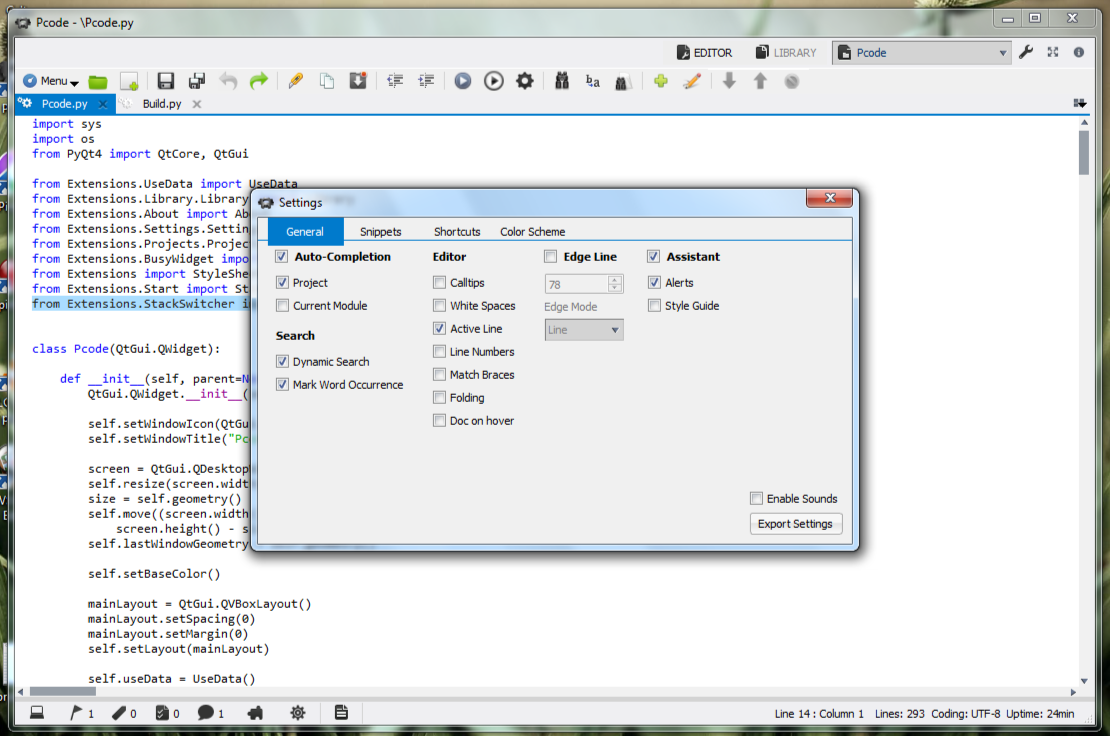 Pcode - \Pcode.py
EDITOR LIBRARY Pcode
Menu
Pcode.py Build.py
import sys
import os
from PyQt4 import QtCore, QtGui
from Extensions.UseData import UseData
from Extensions.Library.Library
from Extensions.About import Ab
from Extensions.Settings.Settin
from Extensions.Projects.Projec
from Extensions.BusyWidget impo
from Extensions import StyleShe
from Extensions.Start import St
from Extensions.StackSwitcher i
class Pcode(QtGui.QWidget):
def __init__(self, parent=N
QtGui.QWidget.__init__(
self.setWindowIcon(QtGu
self.setWindowTitle("Pc
screen = QtGui.QDesktop
self.resize(screen.widt
size = self.geometry()
self.move((screen.width
screen.height() - s
self.lastWindowGeometry
self.setBaseColor()
mainLayout = QtGui.QVBoxLayout()
mainLayout.setSpacing(0)
mainLayout.setMargin(0)
self.setLayout(mainLayout)
self.useData = UseData()
Settings
General Snippets Shortcuts Color Scheme
Auto-Completion
Project
Current Module
Search
Dynamic Search
Mark Word Occurrence
Editor
Calltips
White Spaces
Active Line
Line Numbers
Match Braces
Folding
Doc on hover
Edge Line
78
Edge Mode
Line
Assistant
Alerts
Style Guide
Enable Sounds
Export Settings
1 0 0 1
Line 14 : Column 1 Lines: 293 Coding: UTF-8 Uptime: 24min